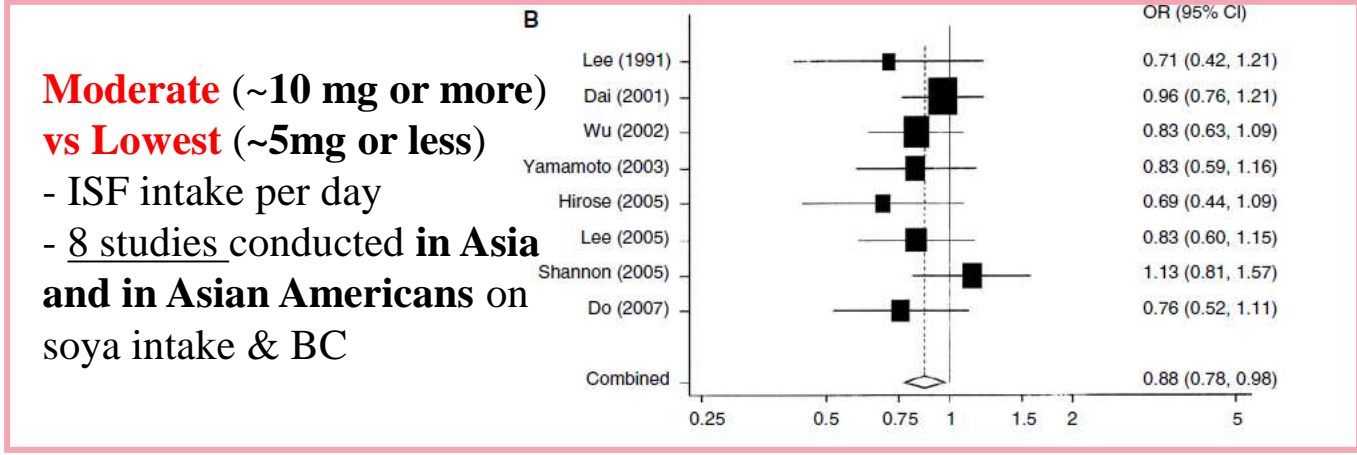 Moderate (~10 mg or more)
vs Lowest (~5mg or less)
- ISF intake per day
- 8 studies conducted in Asia
and in Asian Americans on
soya intake & BC
B
OR (95% CI)
Lee (1991) 0.71 (0.42, 1.21)
Dai (2001) 0.96 (0.76, 1.21)
Wu (2002) 0.83 (0.63, 1.09)
Yamamoto (2003) 0.83 (0.59, 1.16)
Hirose (2005) 0.69 (0.44, 1.09)
Lee (2005) 0.83 (0.60, 1.15)
Shannon (2005) 1.13 (0.81, 1.57)
Do (2007) 0.76 (0.52, 1.11)
Combined 0.88 (0.78, 0.98)
0.25 0.5 0.75 1 1.5 2 5